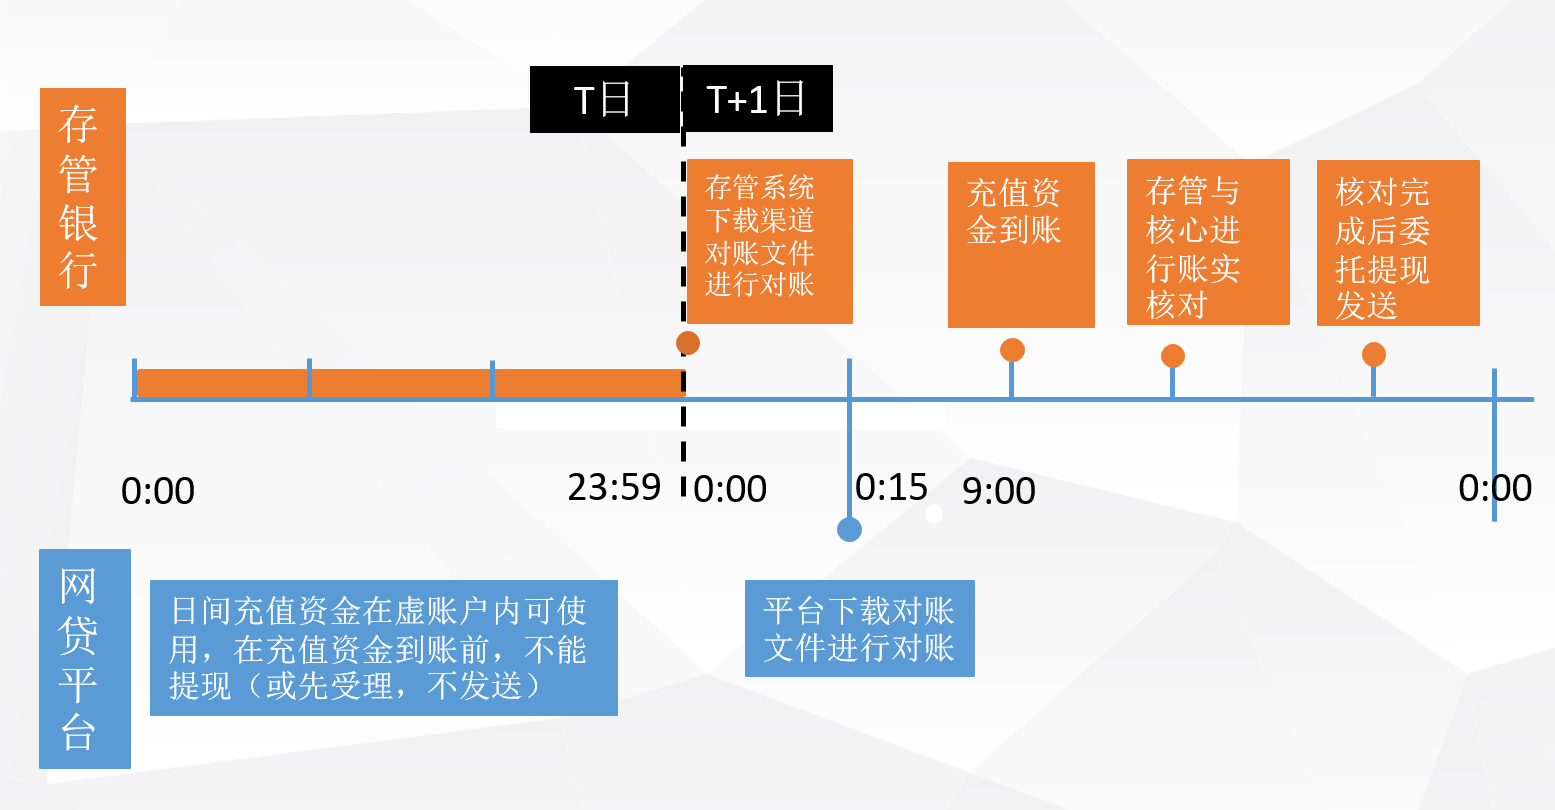 T日
T+1日
存
管
银
行
存管系统
下载渠道
对账文件
进行对账
充值资
金到账
存管与
核心进
行账实
核对
核对完
成后委
托提现
发送
0:00
23:59
0:00
0:15
9:00
0:00
网
贷
平
台
日间充值资金在虚账户内可使
用，在充值资金到账前，不能
提现（或先受理，不发送）
平台下载对账
文件进行对账